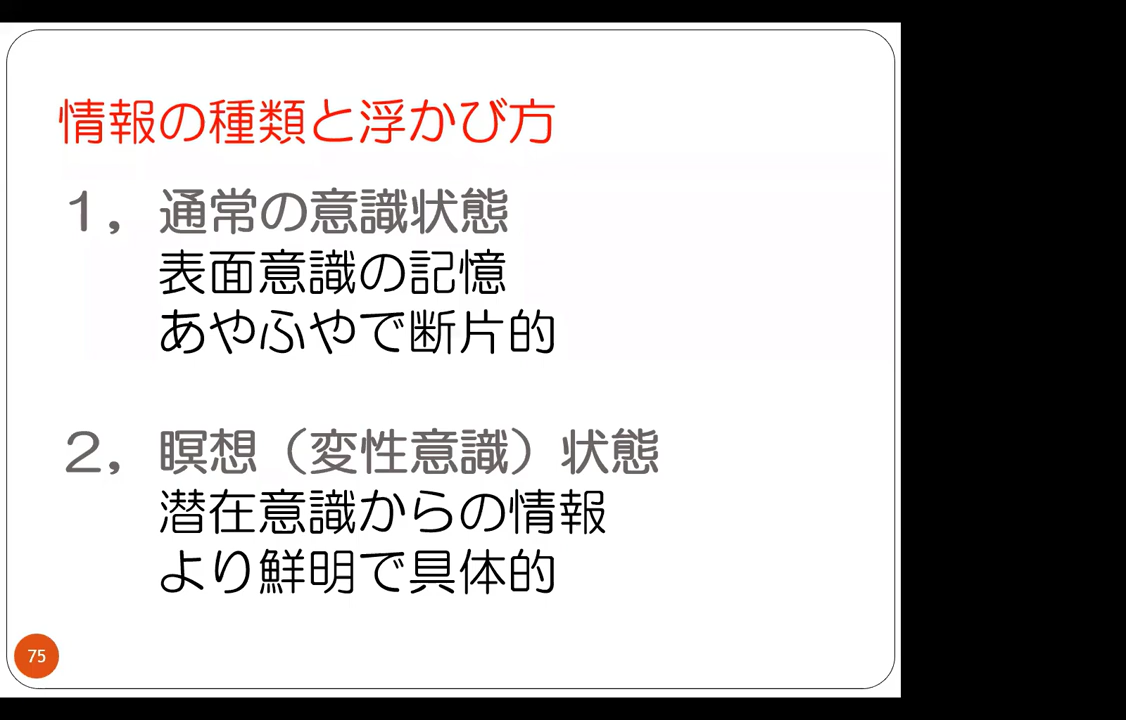 情報の種類と浮かび方
１，通常の意識状態
表面意識の記憶
あやふやで断片的
２，瞑想（変性意識）状態
潜在意識からの情報
より鮮明で具体的
75